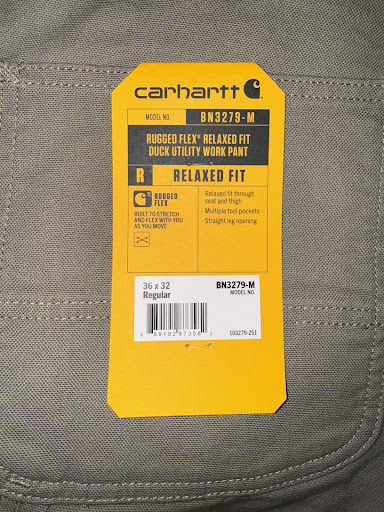 carhartt
MODEL NO. BN3279-M
RUGGED FLEX® RELAXED FIT
DUCK UTILITY WORK PANT
R RELAXED FIT
RUGGED
FLEX
BUILT TO STRETCH
AND FLEX WITH YOU
AS YOU MOVE
· Relaxed fit through
seat and thigh
· Multiple tool pockets
· Straight leg opening
36 x 32
Regular
BN3279-M
MODEL NO.
103279-251